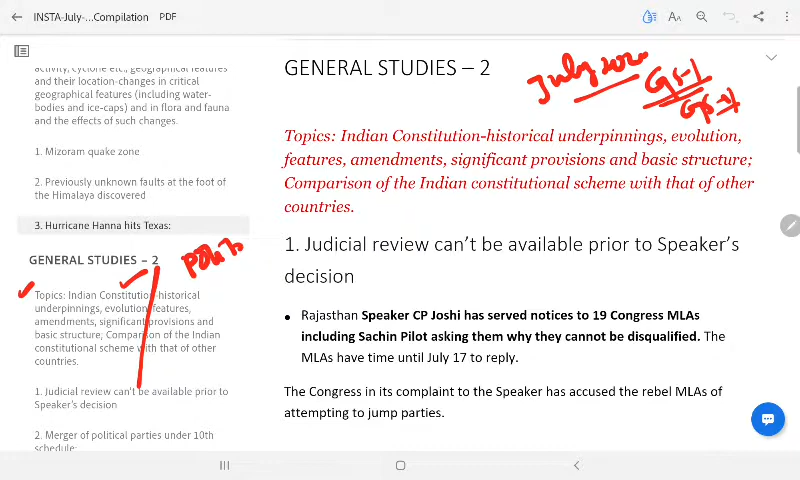 INSTA-July-...Compilation PDF
activity, cyclone etc., geographical features
and their location-changes in critical
geographical features (including water-
bodies and ice-caps) and in flora and fauna
and the effects of such changes.
1. Mizoram quake zone
2. Previously unknown faults at the foot of
the Himalaya discovered
3. Hurricane Hanna hits Texas:
GENERAL STUDIES – 2
Topics: Indian Constitution-historical
underpinnings, evolution, features,
amendments, significant provisions and
basic structure; Comparison of the Indian
constitutional scheme with that of other
countries.
1. Judicial review can't be available prior to
Speaker's decision
2. Merger of political parties under 10th
schedule:
GENERAL STUDIES – 2
July 2020
GS-1
Topics: Indian Constitution-historical underpinnings, evolution,
features, amendments, significant provisions and basic structure;
Comparison of the Indian constitutional scheme with that of other
countries.
1. Judicial review can't be available prior to Speaker's
decision
• Rajasthan Speaker CP Joshi has served notices to 19 Congress MLAs
including Sachin Pilot asking them why they cannot be disqualified. The
MLAs have time until July 17 to reply.
The Congress in its complaint to the Speaker has accused the rebel MLAs of
attempting to jump parties.